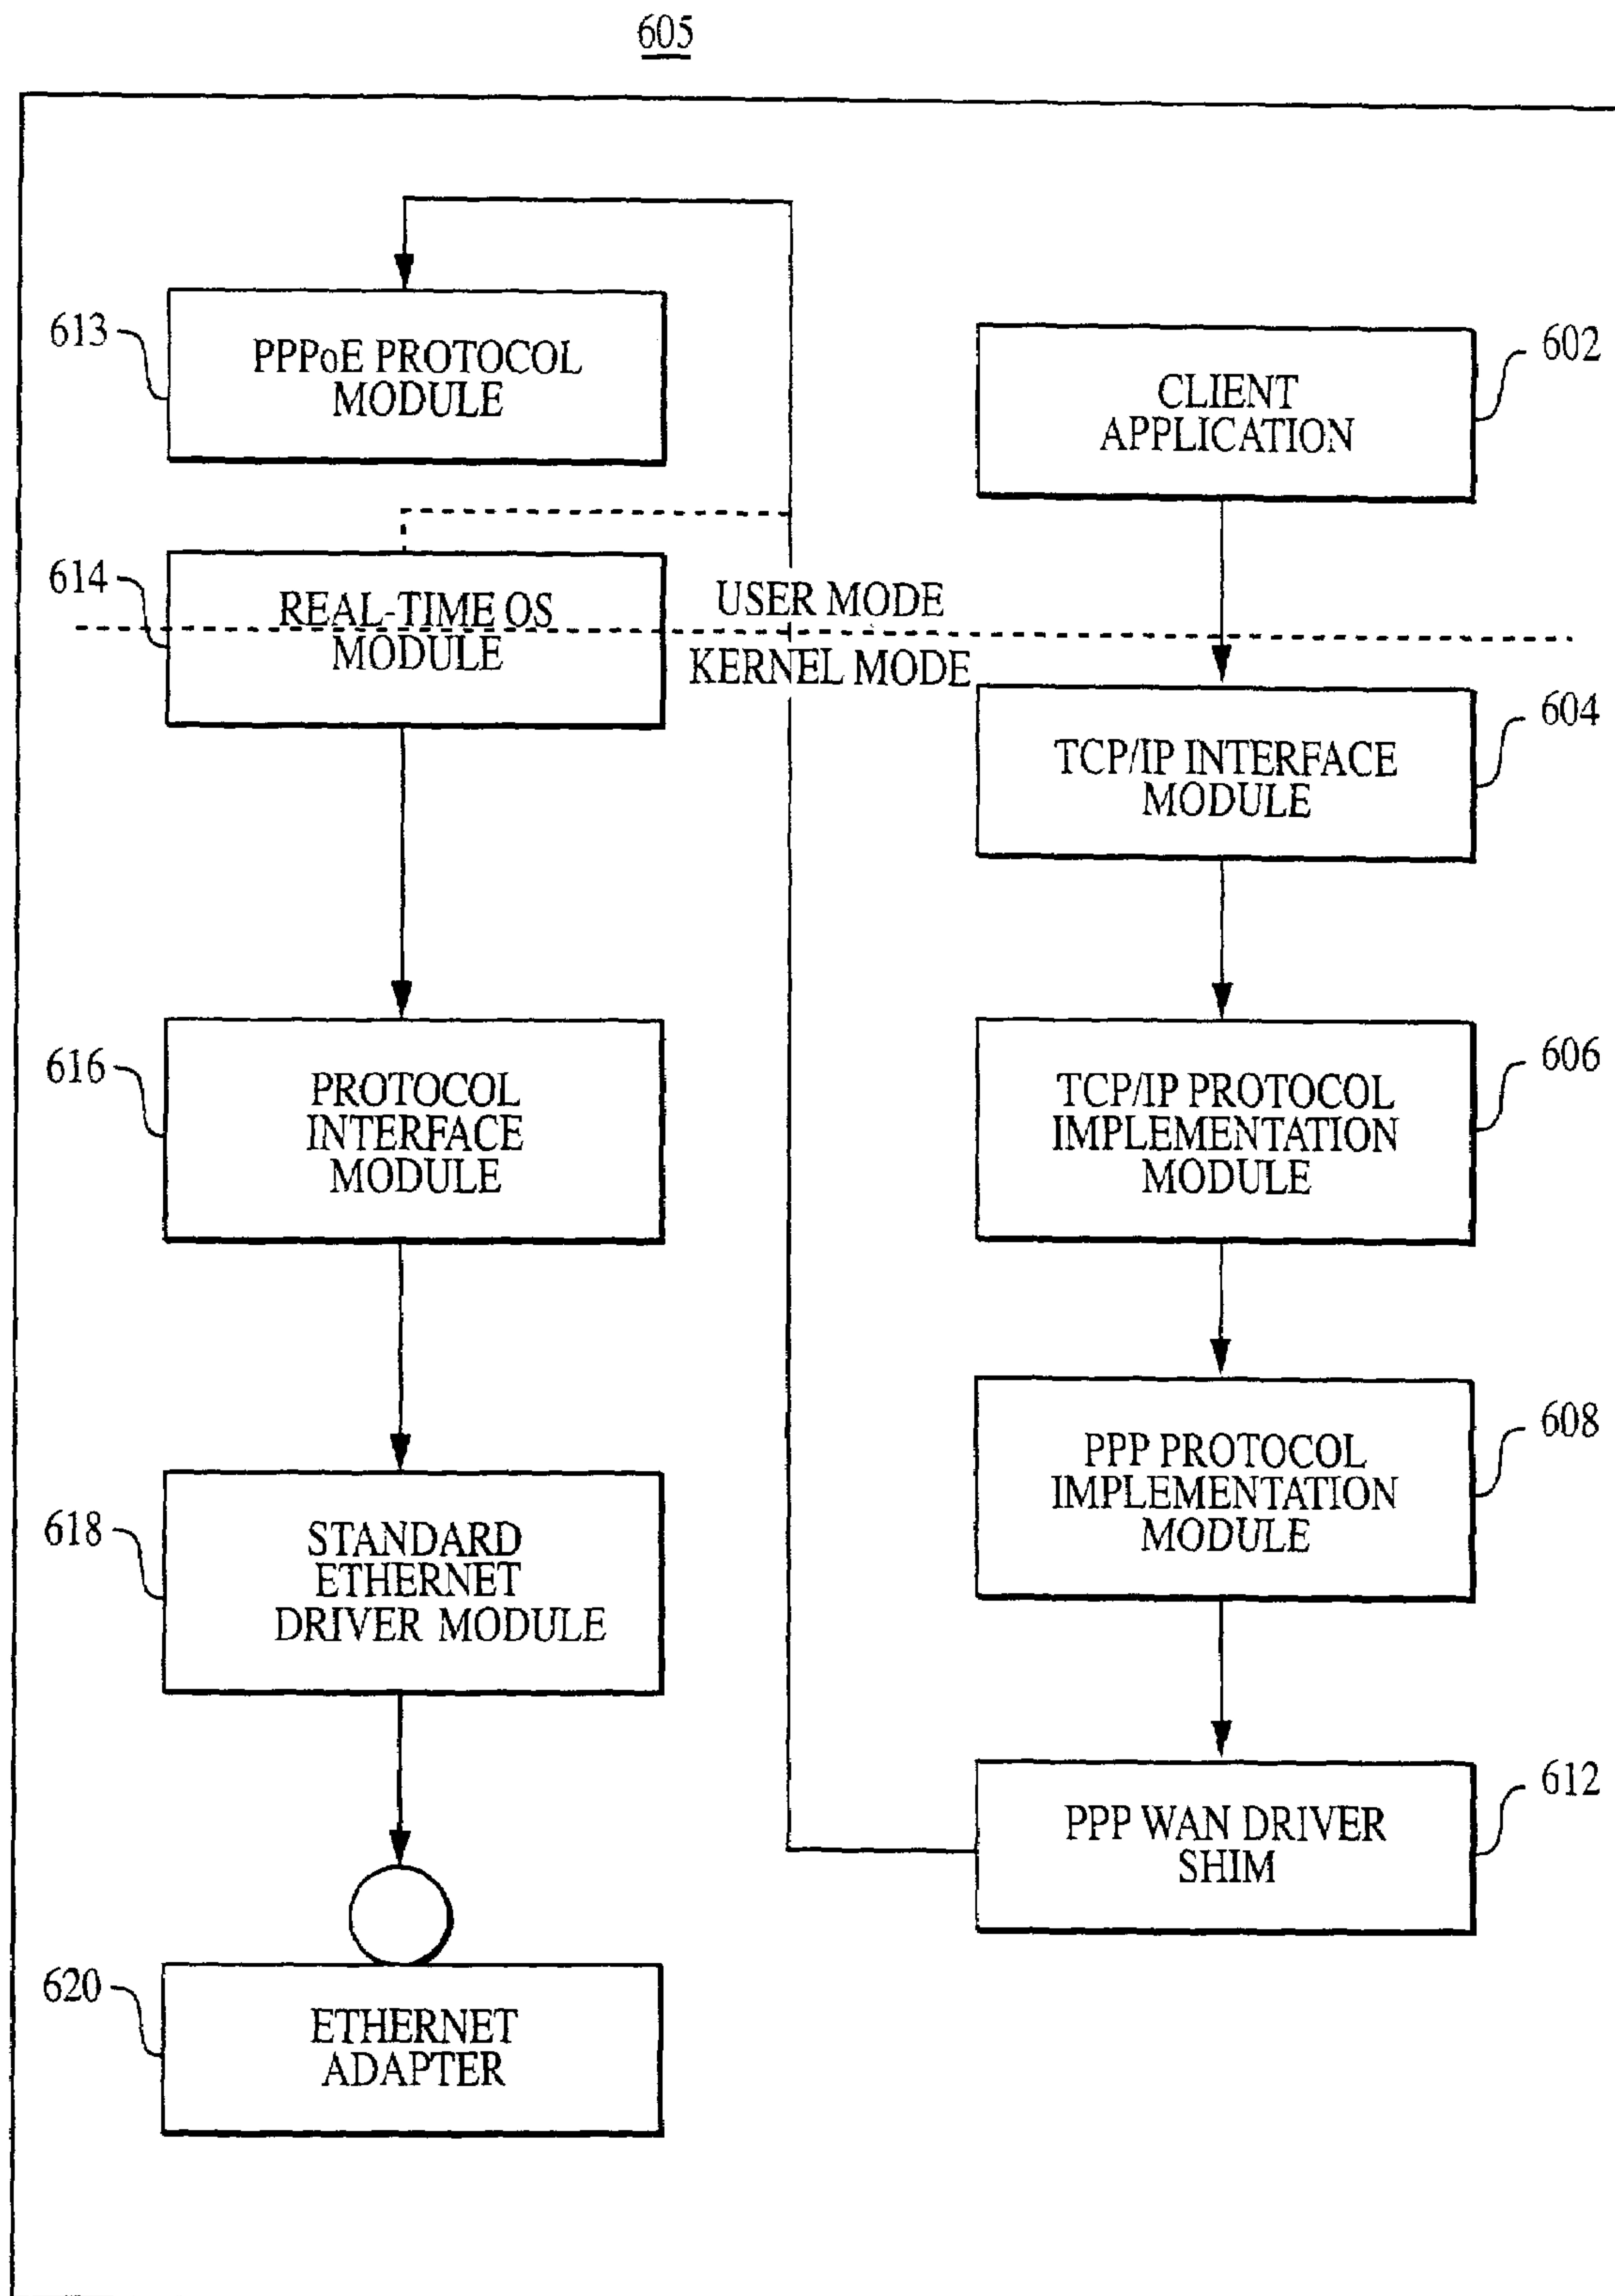 605
613
PPPoE PROTOCOL
MODULE
602
CLIENT
APPLICATION
614
REAL-TIME OS
MODULE
USER MODE
KERNEL MODE
604
TCP/IP INTERFACE
MODULE
616
PROTOCOL
INTERFACE
MODULE
606
TCP/IP PROTOCOL
IMPLEMENTATION
MODULE
608
PPP PROTOCOL
IMPLEMENTATION
MODULE
618
STANDARD
ETHERNET
DRIVER MODULE
612
PPP WAN DRIVER
SHIM
620
ETHERNET
ADAPTER